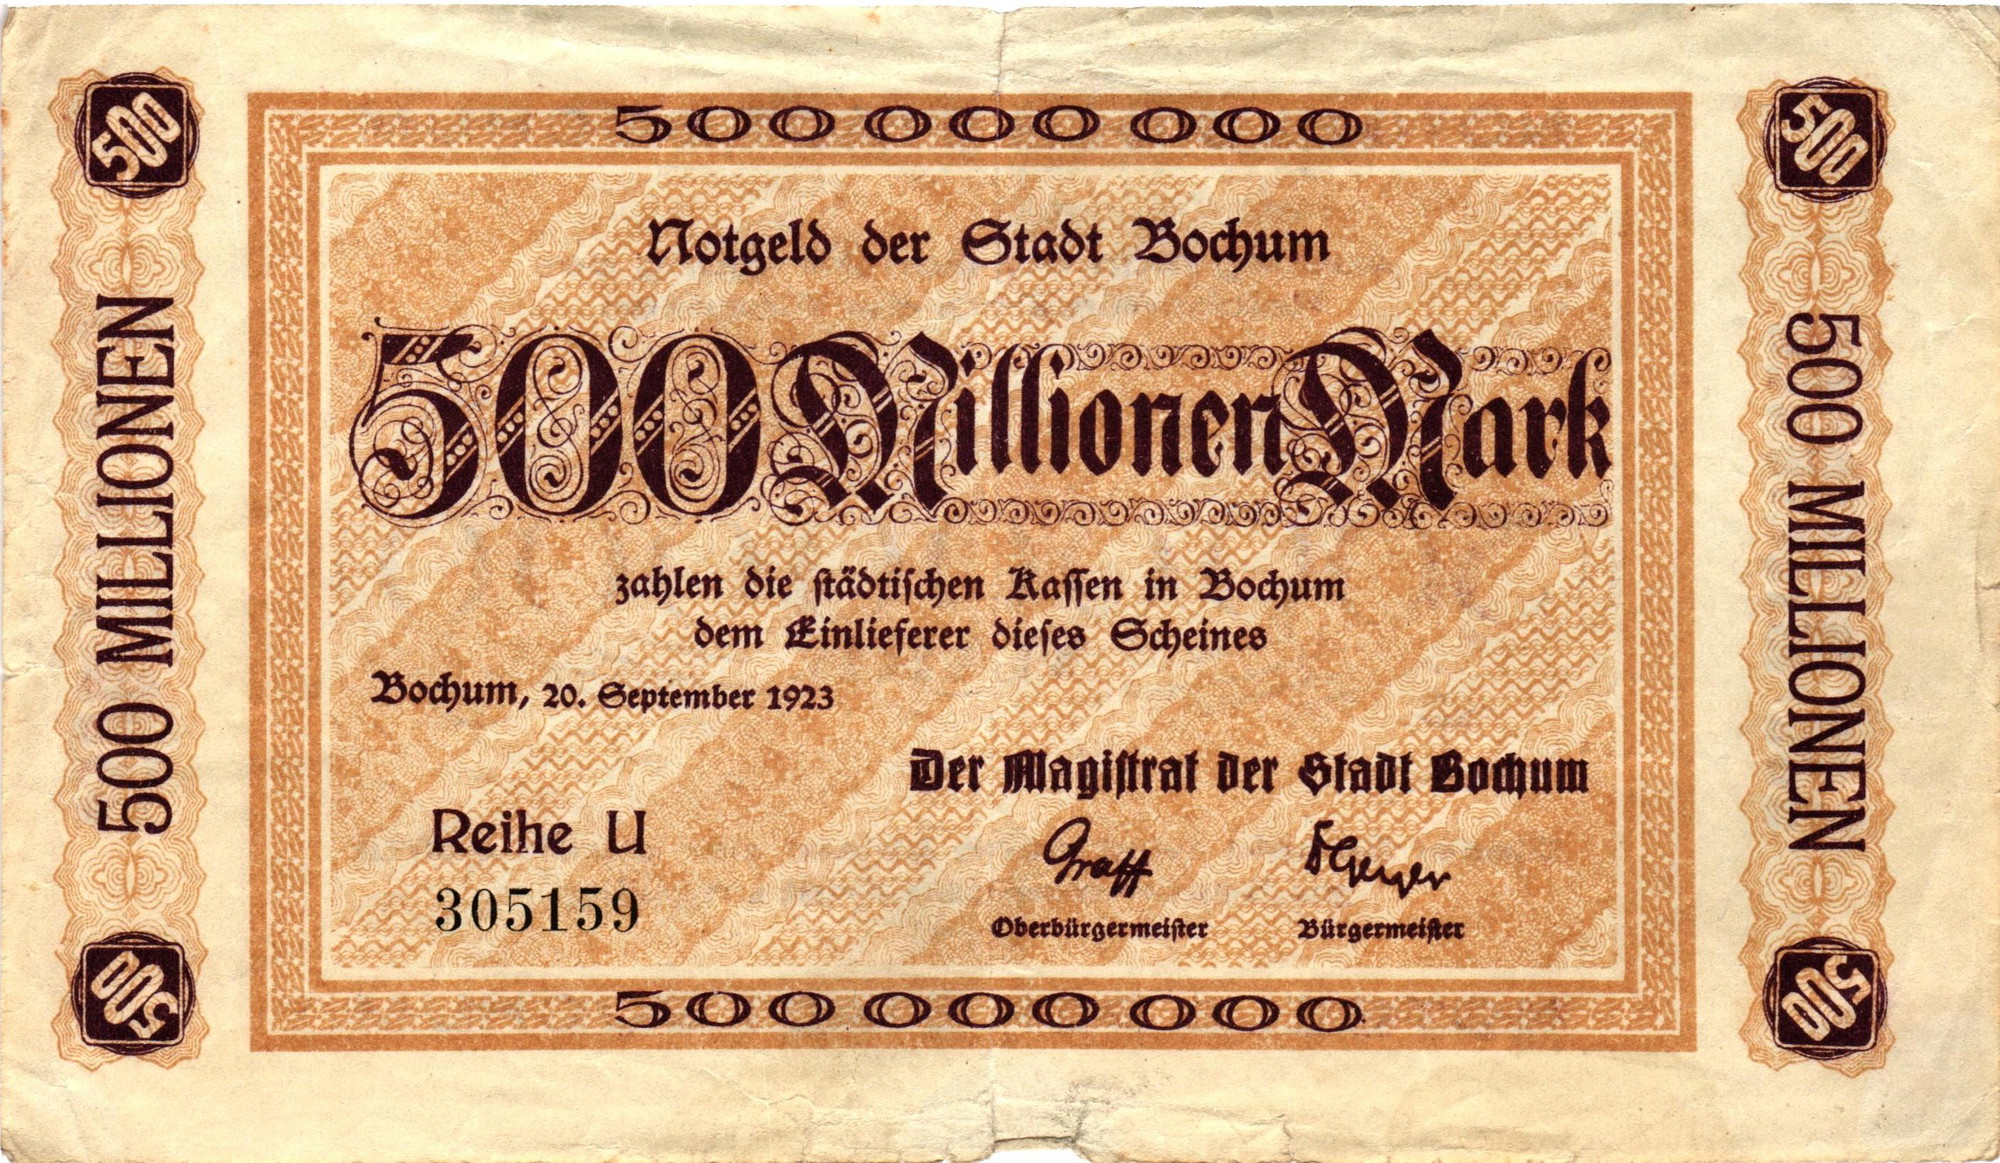 500
500
500 000 000
Notgeld der Stadt Bochum
500 Millionen Mark
zahlen die städtischen Kassen in Bochum
dem Einlieferer dieses Scheines
Bochum, 20. September 1923
Der Magistrat der Stadt Bochum
Reihe U
305159
Graff
Oberbürgermeister
Bürgermeister
500 000 000
500 MILLIONEN
500 MILLIONEN
500
500